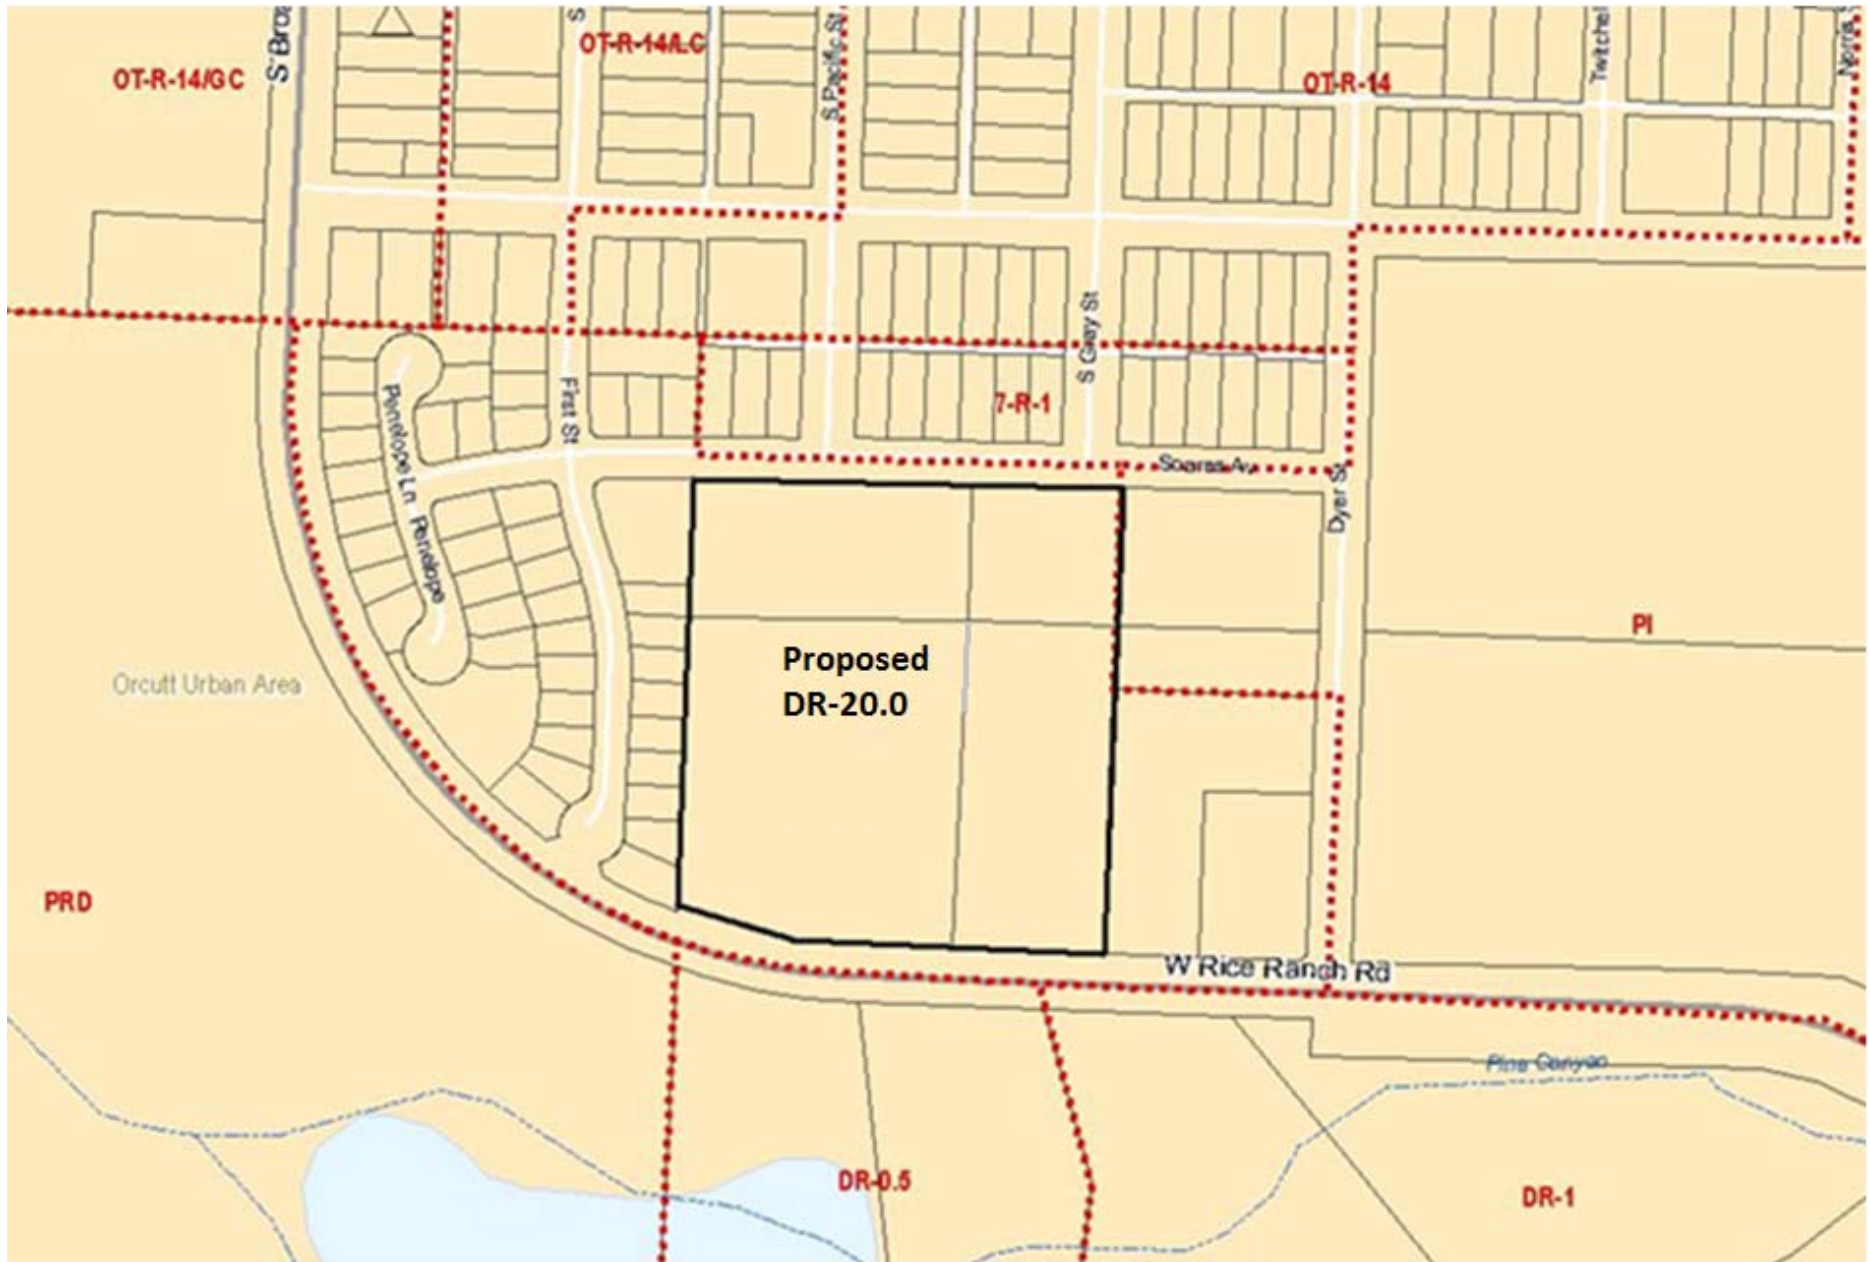 S Broa
S
OT-R-14/LC
S Pacific St
OT-R-14/GC
OT-R-14
Twitchel
Norris S
S Gray St
First St
Penelope Ln
7-R-1
Soares Av
Dyer St
Penelope
PI
Proposed
DR-20.0
Orcutt Urban Area
PRD
W Rice Ranch Rd
Pine Canyon
DR-0.5
DR-1